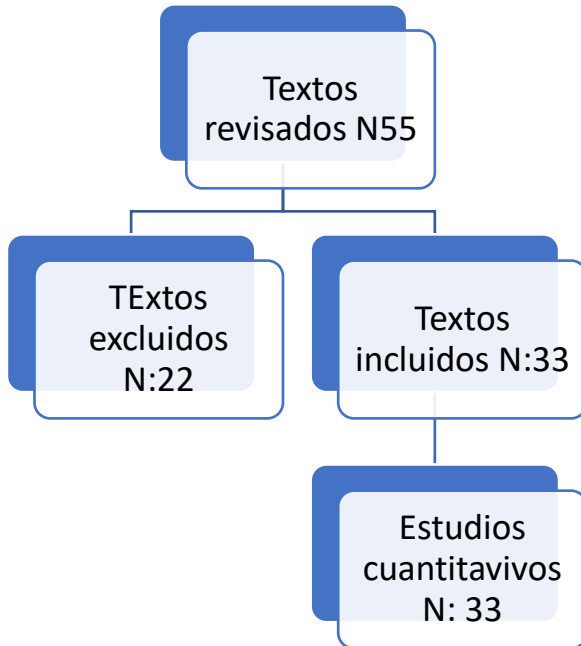 Textos
revisados N55
TExtos
excluidos
N:22
Textos
incluidos N:33
Estudios
cuantitavivos
N: 33